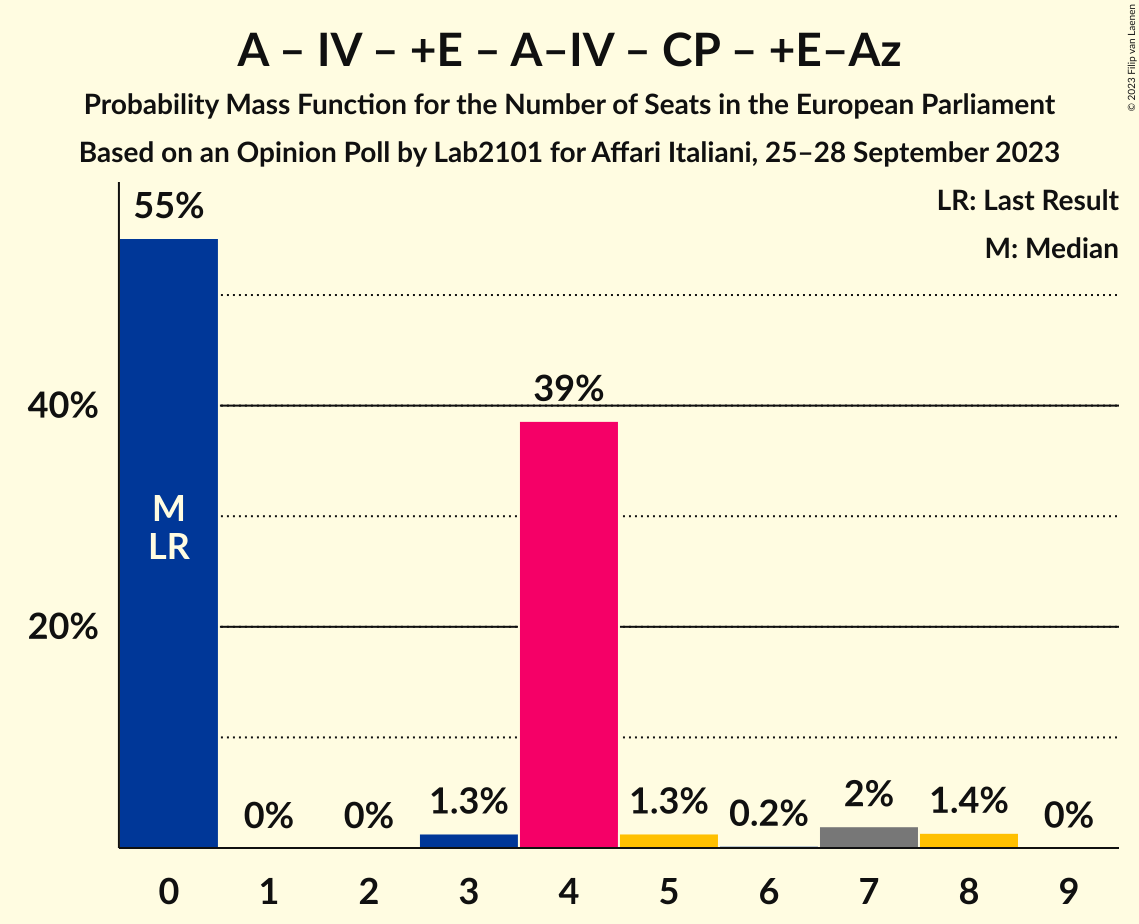 A – IV – +E – A–IV – CP – +E–Az
Probability Mass Function for the Number of Seats in the European Parliament
Based on an Opinion Poll by Lab2101 for Affari Italiani, 25–28 September 2023
© 2023 Filip van Laenen
LR: Last Result
M: Median
55%
39%
40%
20%
M
LR
0%
0%
1.3%
1.3%
0.2%
2%
1.4%
0%
0 1 2 3 4 5 6 7 8 9